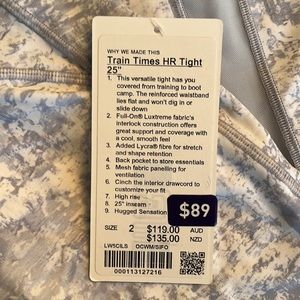 WHY WE MADE THIS
Train Times HR Tight
25"
1. This versatile tight has you
covered from training to boot
camp. The reinforced waistband
lies flat and won't dig in or
slide down
2. Full-On® Luxtreme fabric's
interlock construction offers
great support and coverage with
a cool, smooth feel
3. Added Lycra® fibre for stretch
and shape retention
4. Back pocket to store essentials
5. Mesh fabric panelling for
ventilation
6. Cinch the interior drawcord to
customize your fit
7. High rise
8. 25" inseam
9. Hugged Sensation
$89
SIZE 2 $119.00 AUD
$135.00 NZD
LW5CILS OCWM/SIFO
000113127216